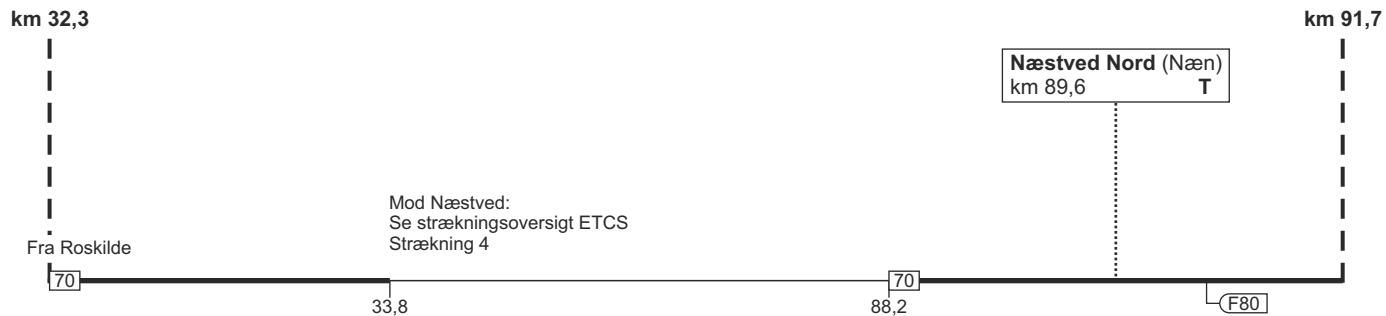 km 32,3
km 91,7
Næstved Nord (Næn)
km 89,6 T
Mod Næstved:
Se strækningsoversigt ETCS
Strækning 4
Fra Roskilde
70
70
33,8
88,2
F80